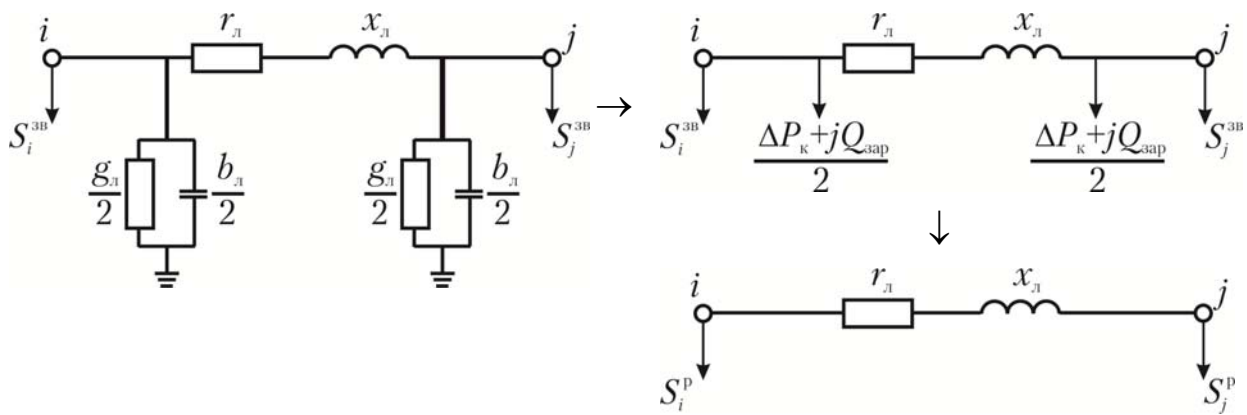 i r_л x_л j
S_i^зв S_j^зв
g_л/2 b_л/2 g_л/2 b_л/2
→
i r_л x_л j
S_i^зв (ΔP_к+jQ_зар)/2 (ΔP_к+jQ_зар)/2 S_j^зв
↓
i r_л x_л j
S_i^р S_j^р